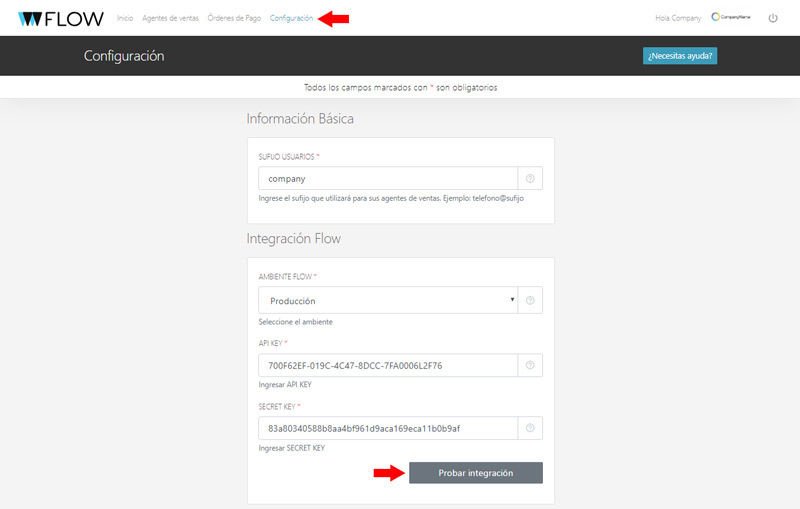 FLOW
Inicio Agentes de ventas Órdenes de Pago Configuración
Hola Company CompanyName
Configuración
¿Necesitas ayuda?
Todos los campos marcados con * son obligatorios
Información Básica
SUFIJO USUARIOS *
company
Ingrese el sufijo que utilizará para sus agentes de ventas. Ejemplo: telefono@sufijo
Integración Flow
AMBIENTE FLOW *
Producción
Seleccione el ambiente
API KEY *
700F62EF-019C-4C47-8DCC-7FA0006L2F76
Ingresar API KEY
SECRET KEY *
83a80340588b8aa4bf961d9aca169eca11b0b9af
Ingresar SECRET KEY
Probar integración